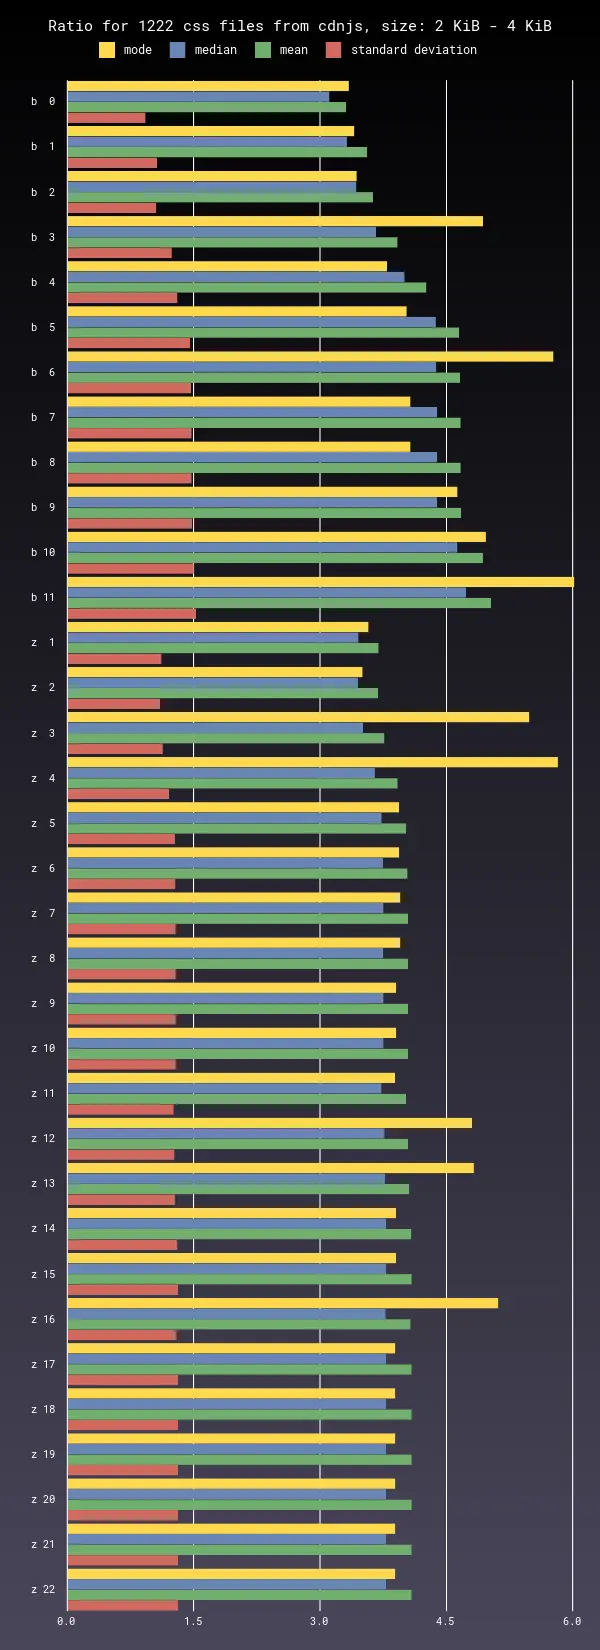 Ratio for 1222 css files from cdnjs, size: 2 KiB - 4 KiB
mode median mean standard deviation
b 0
b 1
b 2
b 3
b 4
b 5
b 6
b 7
b 8
b 9
b 10
b 11
z 1
z 2
z 3
z 4
z 5
z 6
z 7
z 8
z 9
z 10
z 11
z 12
z 13
z 14
z 15
z 16
z 17
z 18
z 19
z 20
z 21
z 22
0.0 1.5 3.0 4.5 6.0